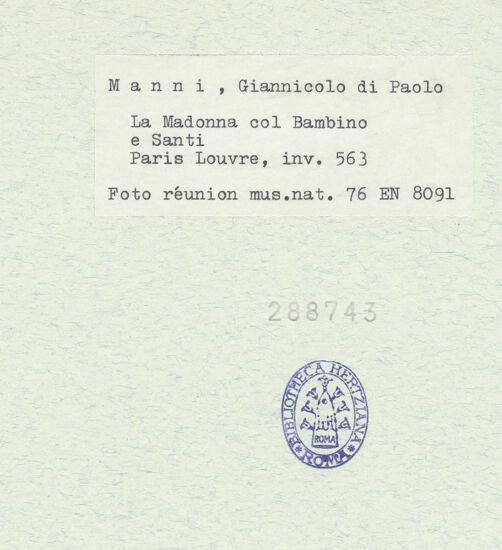 M a n n i , Giannicolo di Paolo
La Madonna col Bambino
e Santi
Paris Louvre, inv. 563
Foto réunion mus.nat. 76 EN 8091
288743
BIBLIOTHECA HERTZIANA
ROMA
* ROMA *